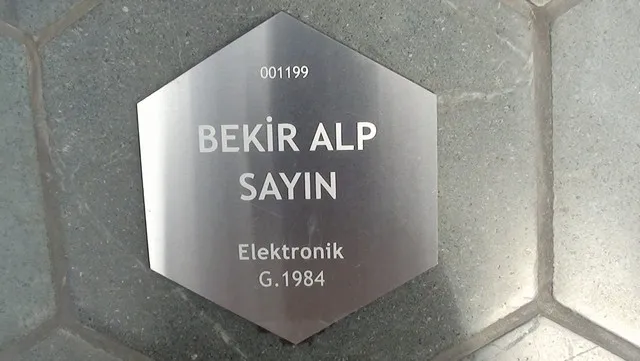 001199
BEKİR ALP
SAYIN
Elektronik
G.1984